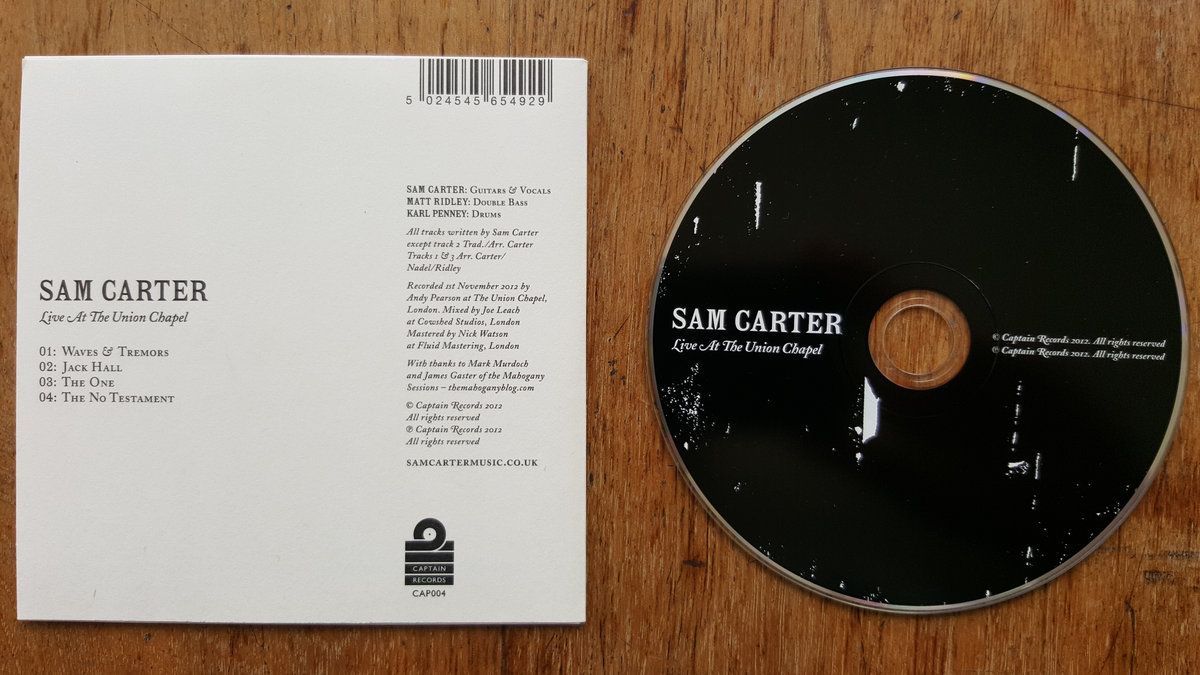 5 024545 654929
SAM CARTER: Guitars & Vocals
MATT RIDLEY: Double Bass
KARL PENNEY: Drums
All tracks written by Sam Carter
except track 2 Trad./Arr. Carter
Tracks 1 & 3 Arr. Carter/
Nadel/Ridley
Recorded 1st November 2012 by
Andy Pearson at The Union Chapel,
London. Mixed by Joe Leach
at Cowshed Studios, London
Mastered by Nick Watson
at Fluid Mastering, London
With thanks to Mark Murdoch
and James Gaster of the Mahogany
Sessions – themahoganyblog.com
© Captain Records 2012
All rights reserved
℗ Captain Records 2012
All rights reserved
SAMCARTERMUSIC.CO.UK
CAPTAIN
RECORDS
CAP004
SAM CARTER
Live At The Union Chapel
01: Waves & Tremors
02: Jack Hall
03: The One
04: The No Testament
SAM CARTER
Live At The Union Chapel
© Captain Records 2012. All rights reserved
℗ Captain Records 2012. All rights reserved